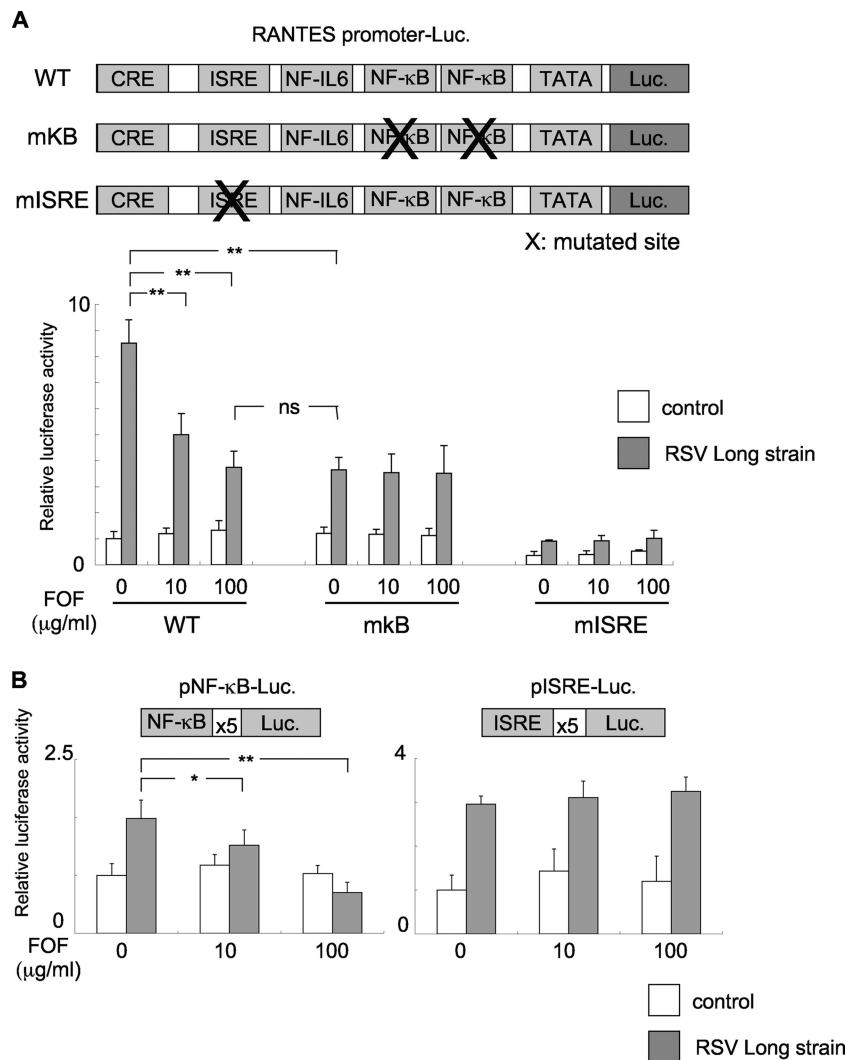 A
RANTES promoter-Luc.
WT CRE ISRE NF-IL6 NF-κB NF-κB TATA Luc.
mKB CRE ISRE NF-IL6 NF-κB NF-κB TATA Luc.
mISRE CRE ISRE NF-IL6 NF-κB NF-κB TATA Luc.
X: mutated site
**
**
**
ns
10
0
Relative luciferase activity
control
RSV Long strain
0 10 100 0 10 100 0 10 100
FOF
(μg/ml)
WT mkB mISRE
B
pNF-κB-Luc. pISRE-Luc.
NF-κB x5 Luc. ISRE x5 Luc.
Relative luciferase activity
2.5
**
*
0
4
0
FOF
(μg/ml)
0 10 100 0 10 100
control
RSV Long strain